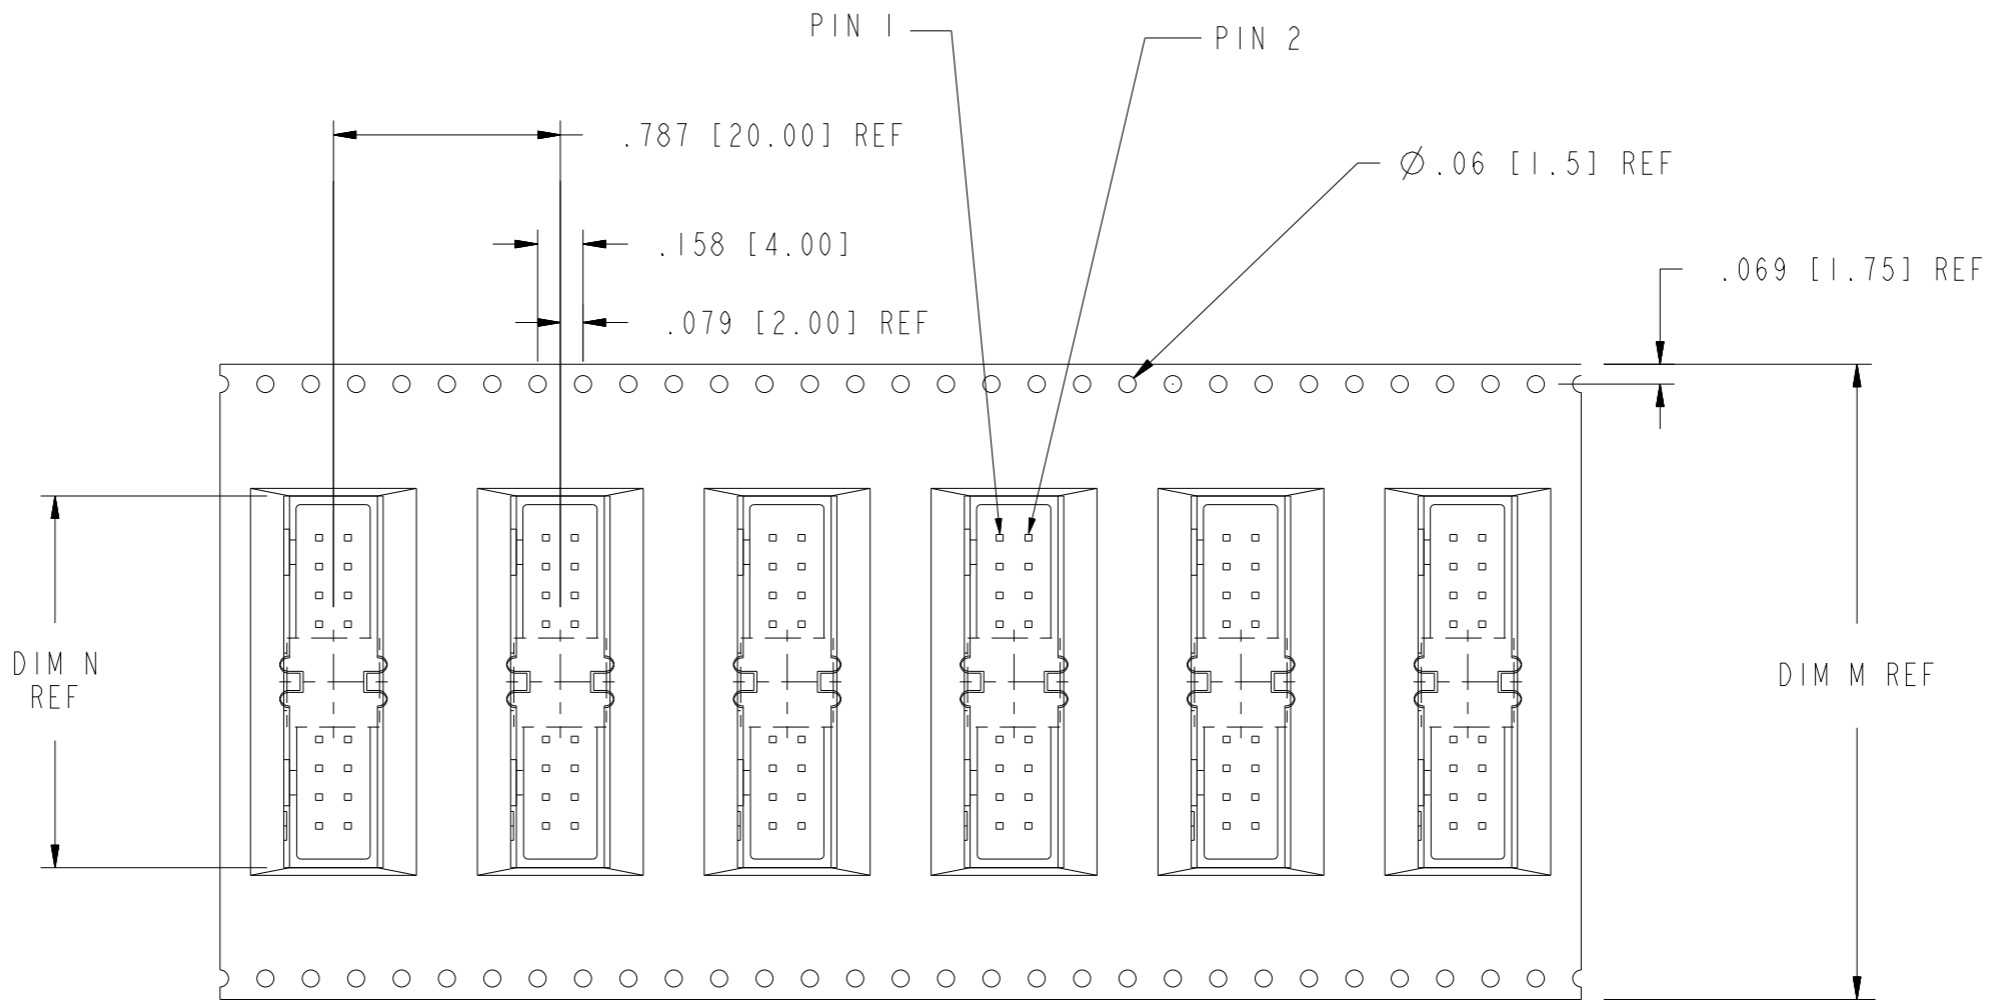 PIN 1
PIN 2
.787 [20.00] REF
Ø.06 [1.5] REF
.158 [4.00]
.069 [1.75] REF
.079 [2.00] REF
DIM N
REF
DIM M REF